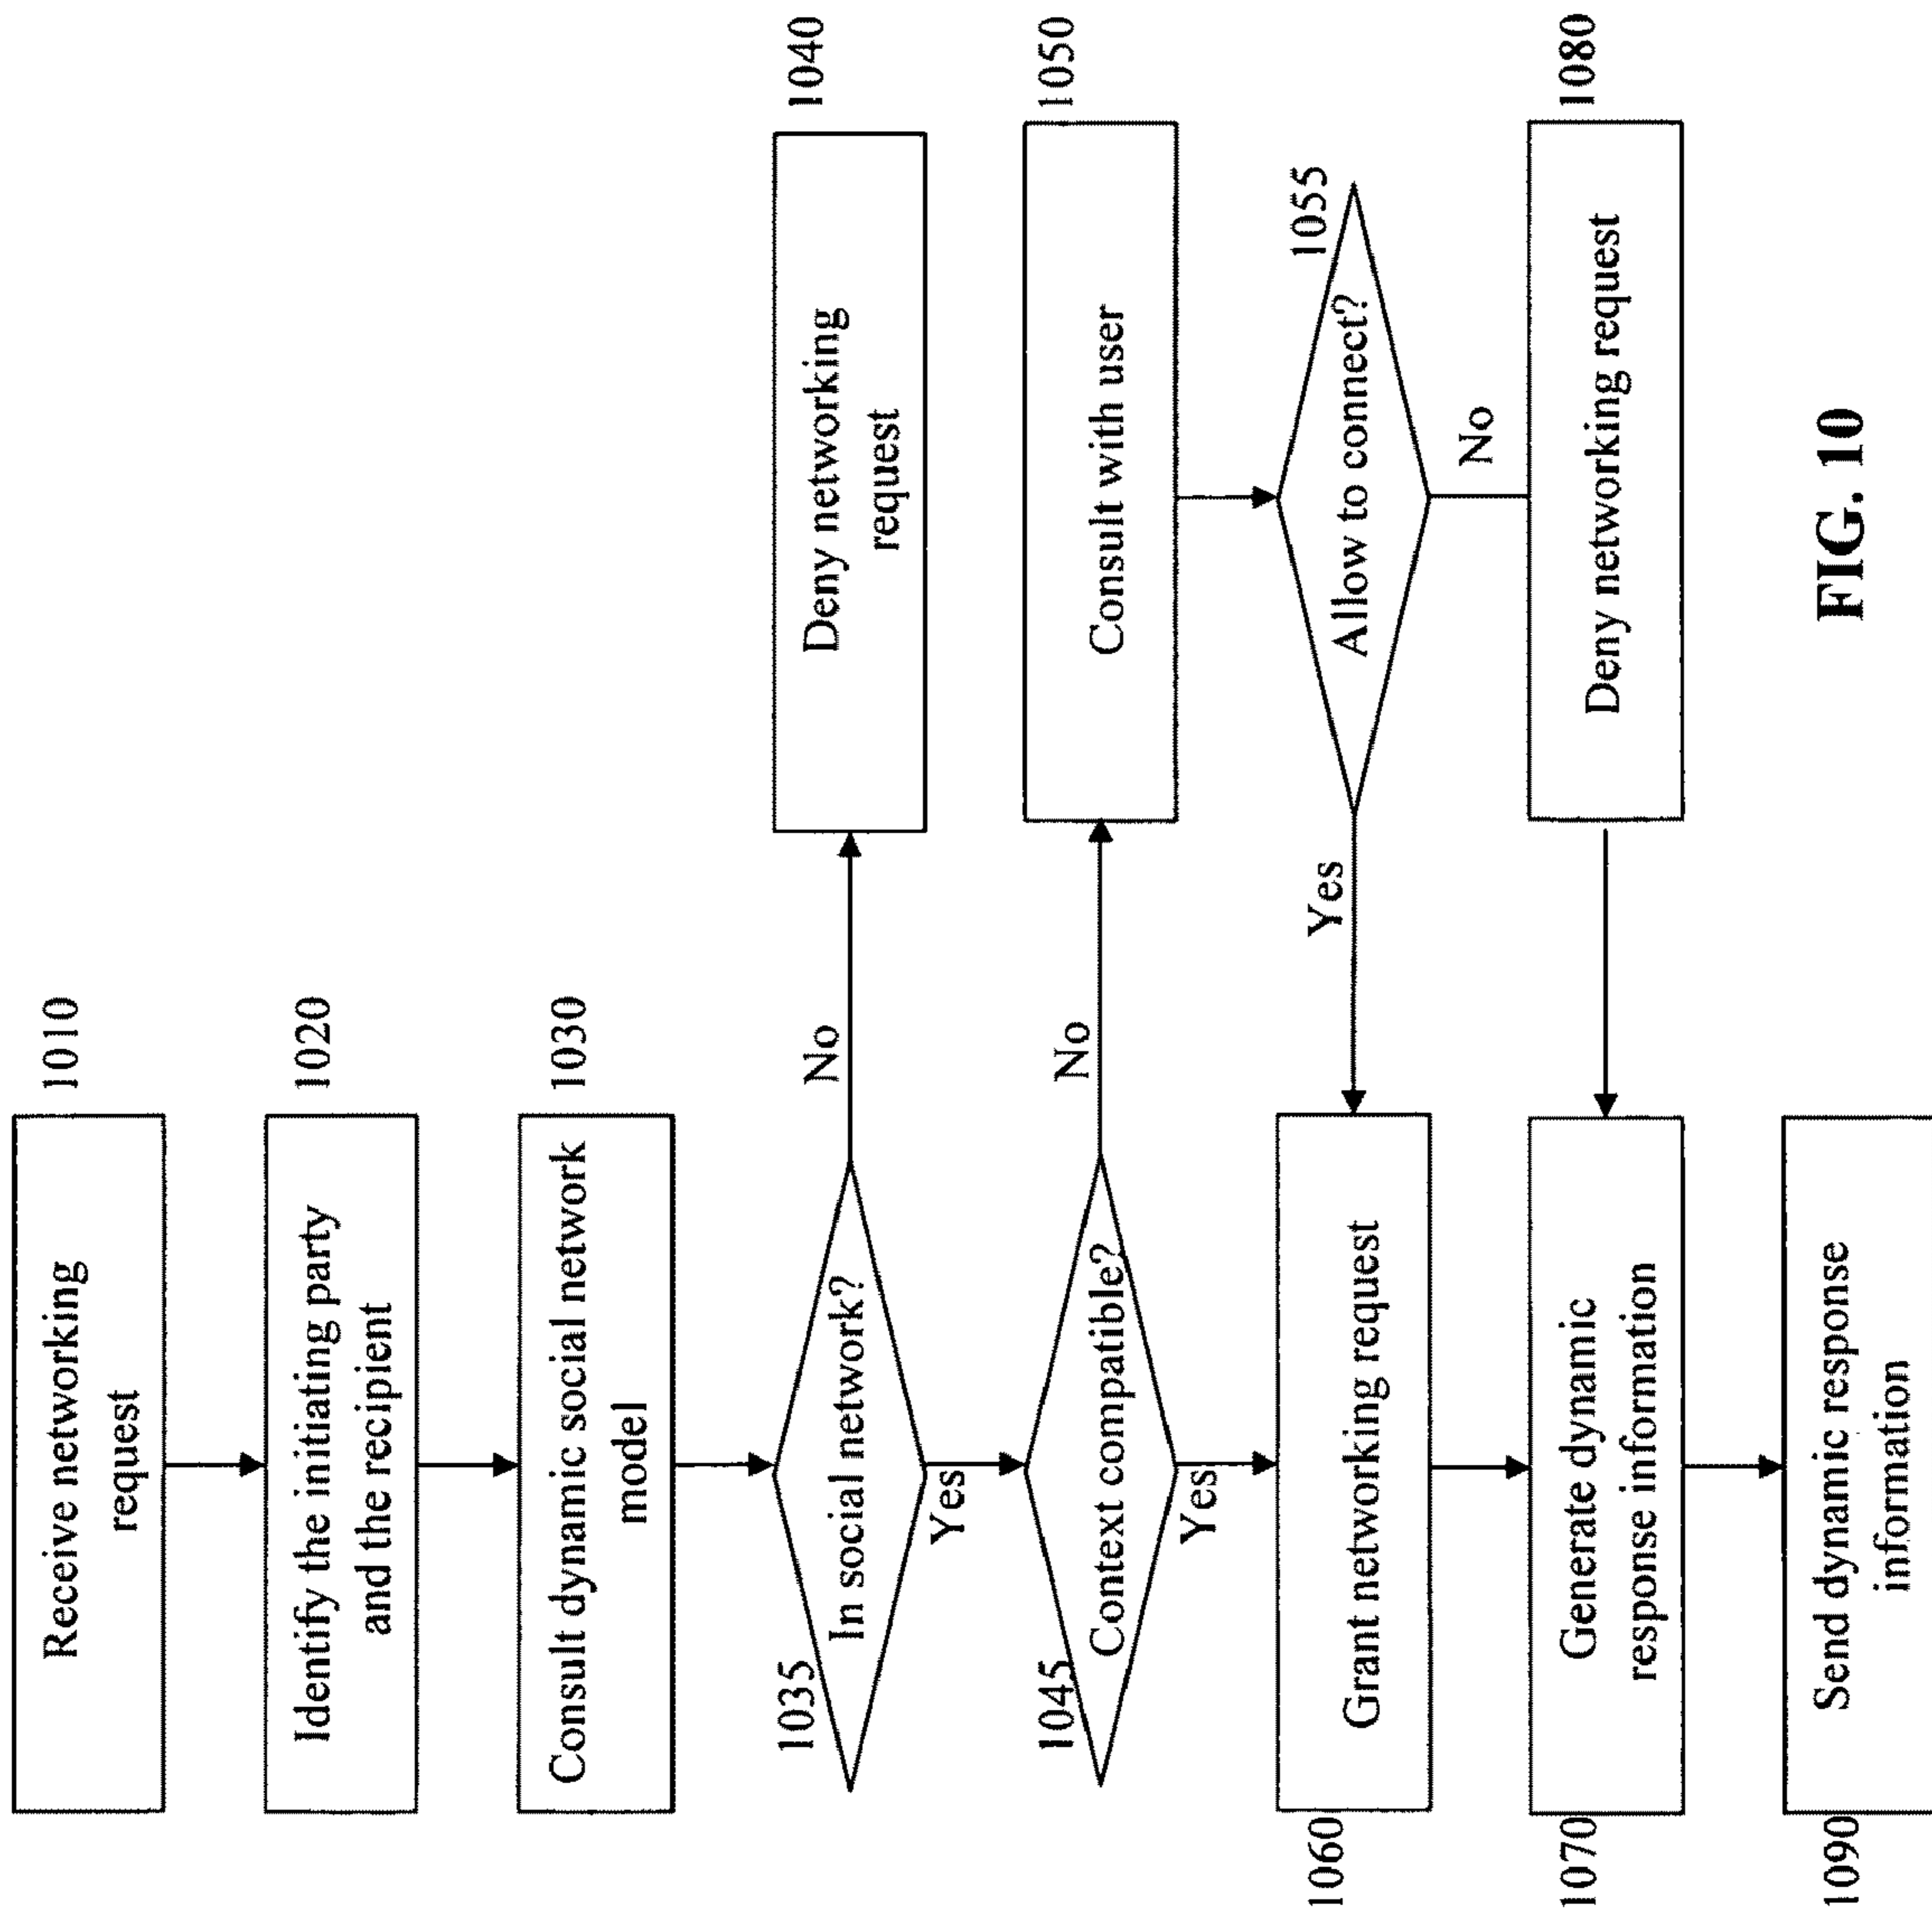 1010
Receive networking
request
1020
Identify the initiating party
and the recipient
1030
Consult dynamic social network
model
1035
In social network?
No
Yes
1040
Deny networking
request
1045
Context compatible?
No
Yes
1050
Consult with user
1055
Allow to connect?
Yes
No
1060
Grant networking request
1070
Generate dynamic
response information
1080
Deny networking request
1090
Send dynamic response
information
FIG. 10